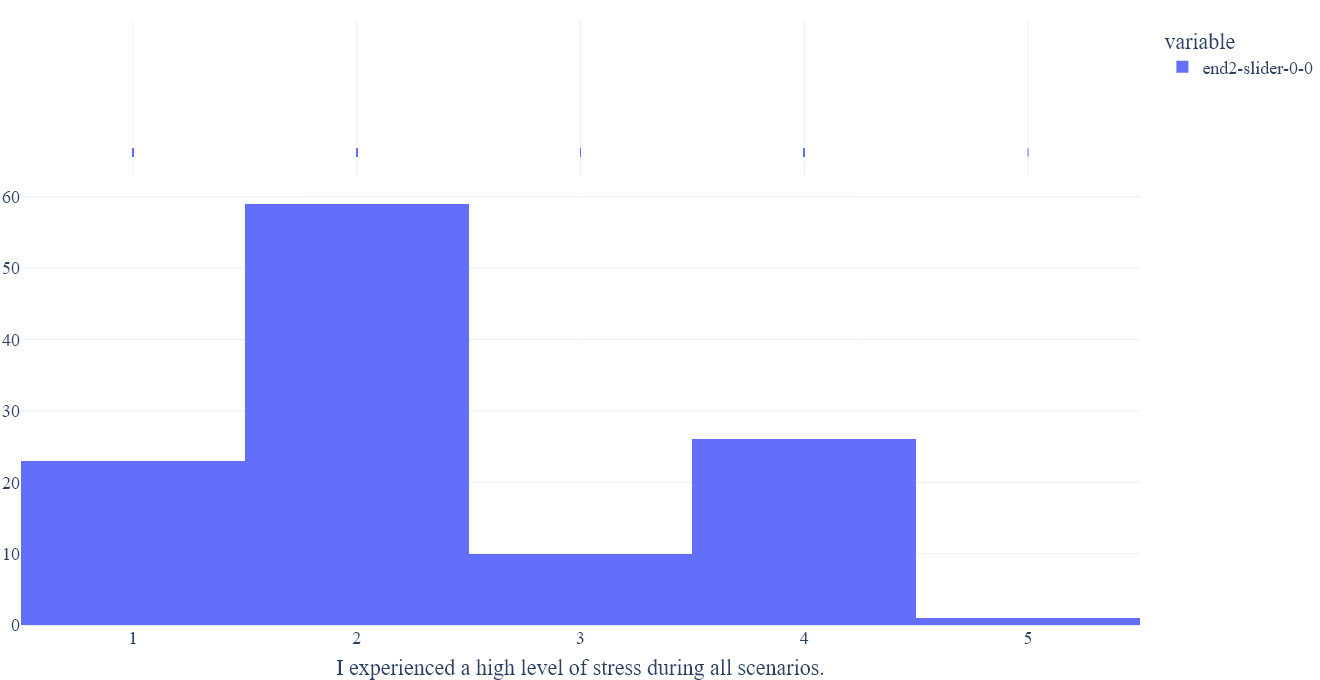 variable
end2-slider-0-0
60
50
40
30
20
10
0
1 2 3 4 5
I experienced a high level of stress during all scenarios.